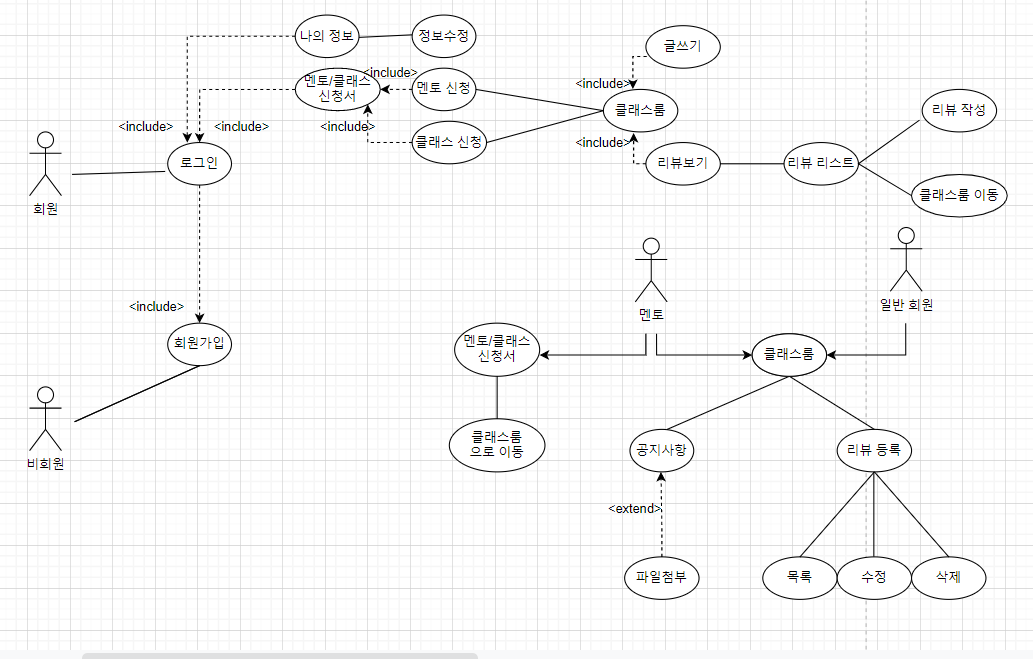 나의 정보
정보수정
글쓰기
<include>
멘토/클래스
신청서
멘토 신청
<include>
클래스룸
리뷰 작성
<include>
<include>
<include>
클래스 신청
<include>
로그인
리뷰보기
리뷰 리스트
클래스룸 이동
회원
일반 회원
<include>
멘토
회원가입
멘토/클래스
신청서
클래스룸
비회원
클래스룸
으로 이동
공지사항
리뷰 등록
<extend>
파일첨부
목록
수정
삭제